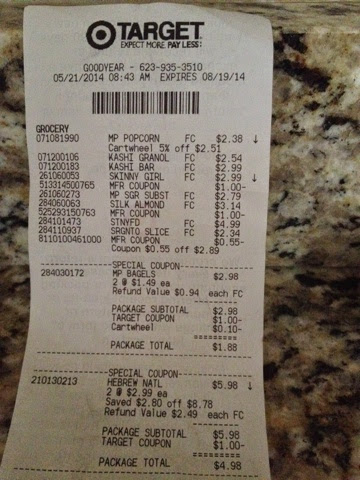 TARGET
EXPECT MORE PAY LESS.
GOODYEAR - 623-935-3510
05/21/2014 08:43 AM EXPIRES 08/19/14
GROCERY
071081990 MP POPCORN FC $2.38 ↓
Cartwheel 5% off $2.51
071200106 KASHI GRANOL FC $2.54
071200183 KASHI BAR FC $2.99
261060053 SKINNY GIRL FC $2.99 ↓
513314500765 MFR COUPON $1.00-
261060273 MP SGR SUBST FC $2.79
284060063 SILK ALMOND FC $3.14
525293150763 MFR COUPON $1.00-
284101473 STNYFD FC $4.99
284110937 SRGNTO SLICE FC $2.34
8110100461000 MFR COUPON $0.55-
Coupon $0.55 off $2.89
--------SPECIAL COUPON--------
284030172 MP BAGELS $2.98
2 @ $1.49 ea
Refund Value $0.94 each FC
PACKAGE SUBTOTAL $2.98
TARGET COUPON $1.00-
Cartwheel $0.10-
========
PACKAGE TOTAL $1.88
--------SPECIAL COUPON--------
210130213 HEBREW NATL $5.98 ↓
2 @ $2.99 ea
Saved $2.80 off $8.78
Refund Value $2.49 each FC
PACKAGE SUBTOTAL $5.98
TARGET COUPON $1.00-
========
PACKAGE TOTAL $4.98